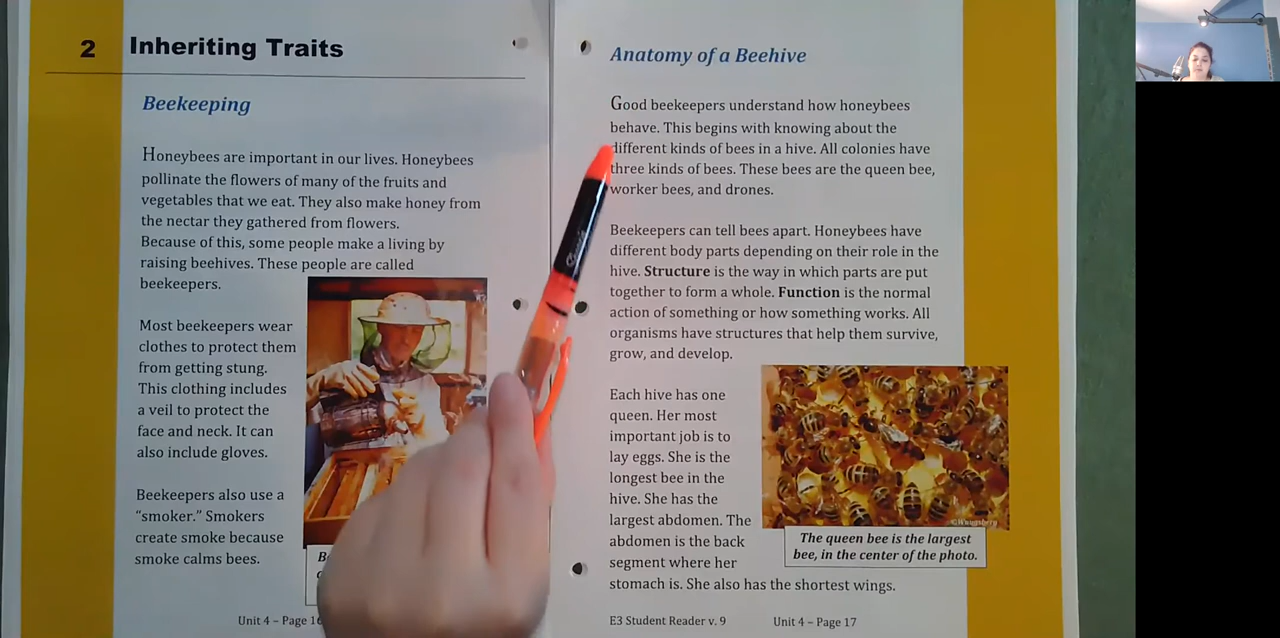 2 Inheriting Traits
Beekeeping
Honeybees are important in our lives. Honeybees
pollinate the flowers of many of the fruits and
vegetables that we eat. They also make honey from
the nectar they gathered from flowers.
Because of this, some people make a living by
raising beehives. These people are called
beekeepers.
Most beekeepers wear
clothes to protect them
from getting stung.
This clothing includes
a veil to protect the
face and neck. It can
also include gloves.
Beekeepers also use a
“smoker.” Smokers
create smoke because
smoke calms bees.
Unit 4 – Page
Anatomy of a Beehive
Good beekeepers understand how honeybees
behave. This begins with knowing about the
different kinds of bees in a hive. All colonies have
three kinds of bees. These bees are the queen bee,
worker bees, and drones.
Beekeepers can tell bees apart. Honeybees have
different body parts depending on their role in the
hive. Structure is the way in which parts are put
together to form a whole. Function is the normal
action of something or how something works. All
organisms have structures that help them survive,
grow, and develop.
Each hive has one
queen. Her most
important job is to
lay eggs. She is the
longest bee in the
hive. She has the
largest abdomen. The
abdomen is the back
segment where her
stomach is. She also has the shortest wings.
©Waugsberg
The queen bee is the largest
bee, in the center of the photo.
E3 Student Reader v. 9 Unit 4 – Page 17